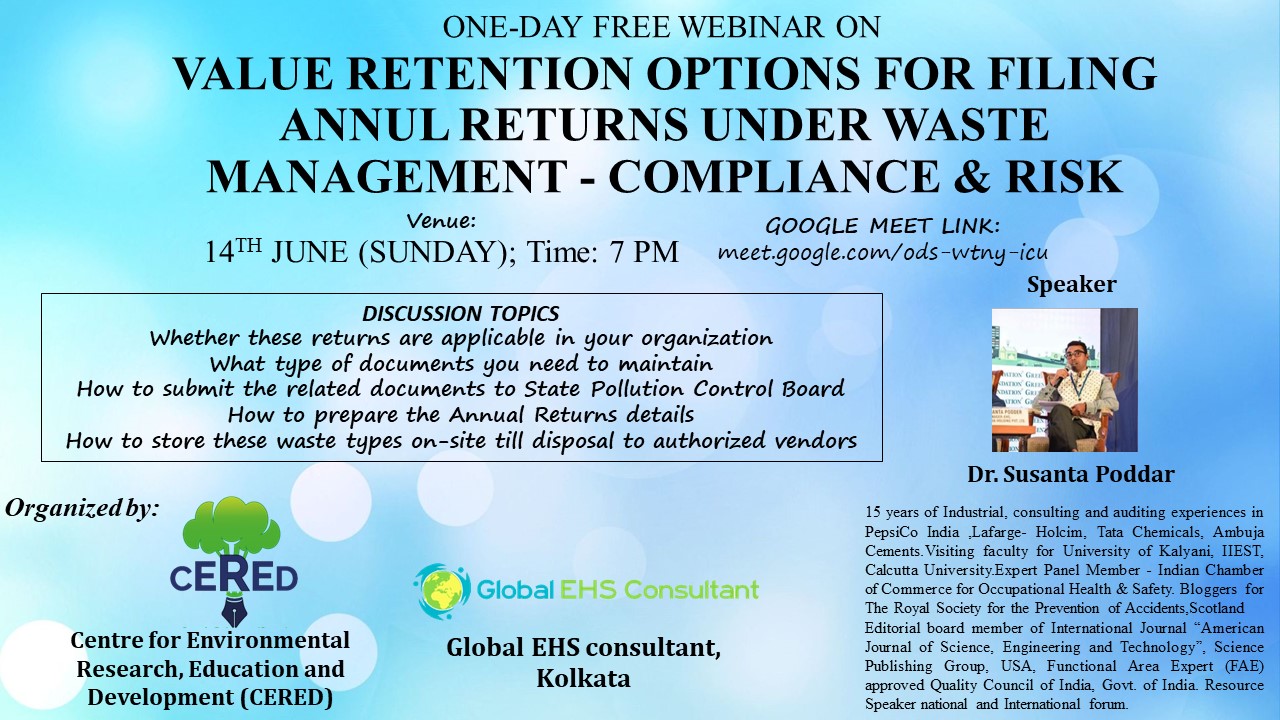 ONE-DAY FREE WEBINAR ON
VALUE RETENTION OPTIONS FOR FILING
ANNUL RETURNS UNDER WASTE
MANAGEMENT - COMPLIANCE & RISK
Venue:
14TH JUNE (SUNDAY); Time: 7 PM
GOOGLE MEET LINK:
meet.google.com/ods-wtny-icu
DISCUSSION TOPICS
Whether these returns are applicable in your organization
What type of documents you need to maintain
How to submit the related documents to State Pollution Control Board
How to prepare the Annual Returns details
How to store these waste types on-site till disposal to authorized vendors
Speaker
Dr. Susanta Poddar
15 years of Industrial, consulting and auditing experiences in
PepsiCo India ,Lafarge- Holcim, Tata Chemicals, Ambuja
Cements.Visiting faculty for University of Kalyani, IIEST,
Calcutta University.Expert Panel Member - Indian Chamber
of Commerce for Occupational Health & Safety. Bloggers for
The Royal Society for the Prevention of Accidents,Scotland
Editorial board member of International Journal “American
Journal of Science, Engineering and Technology”, Science
Publishing Group, USA, Functional Area Expert (FAE)
approved Quality Council of India, Govt. of India. Resource
Speaker national and International forum.
Organized by:
CERED
Centre for Environmental
Research, Education and
Development (CERED)
Global EHS Consultant
Global EHS consultant,
Kolkata